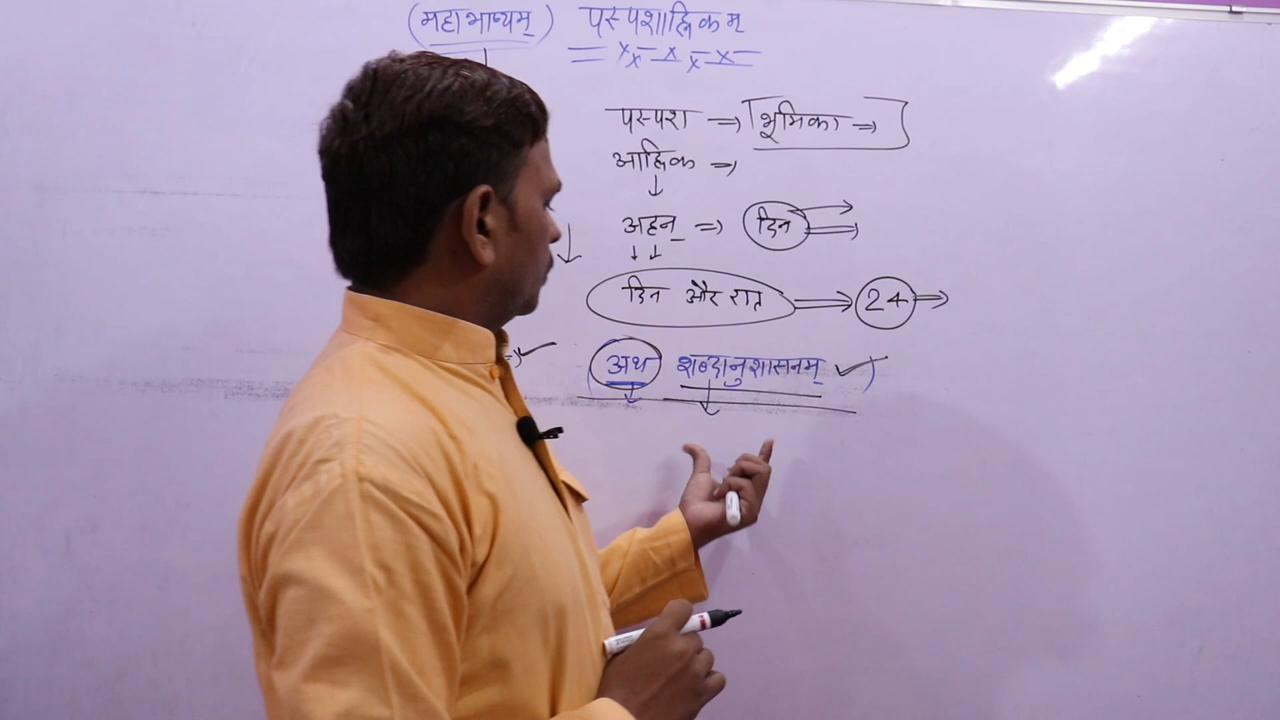 (महाभाष्यम्) पस्पशाह्निकम्
पस्पशा ⇒ [भूमिका ⇒]
आह्निक ⇒
अहन् ⇒ दिन
दिन और रात ⇒ 24 ⇒
(अथ शब्दानुशासनम् ✓)